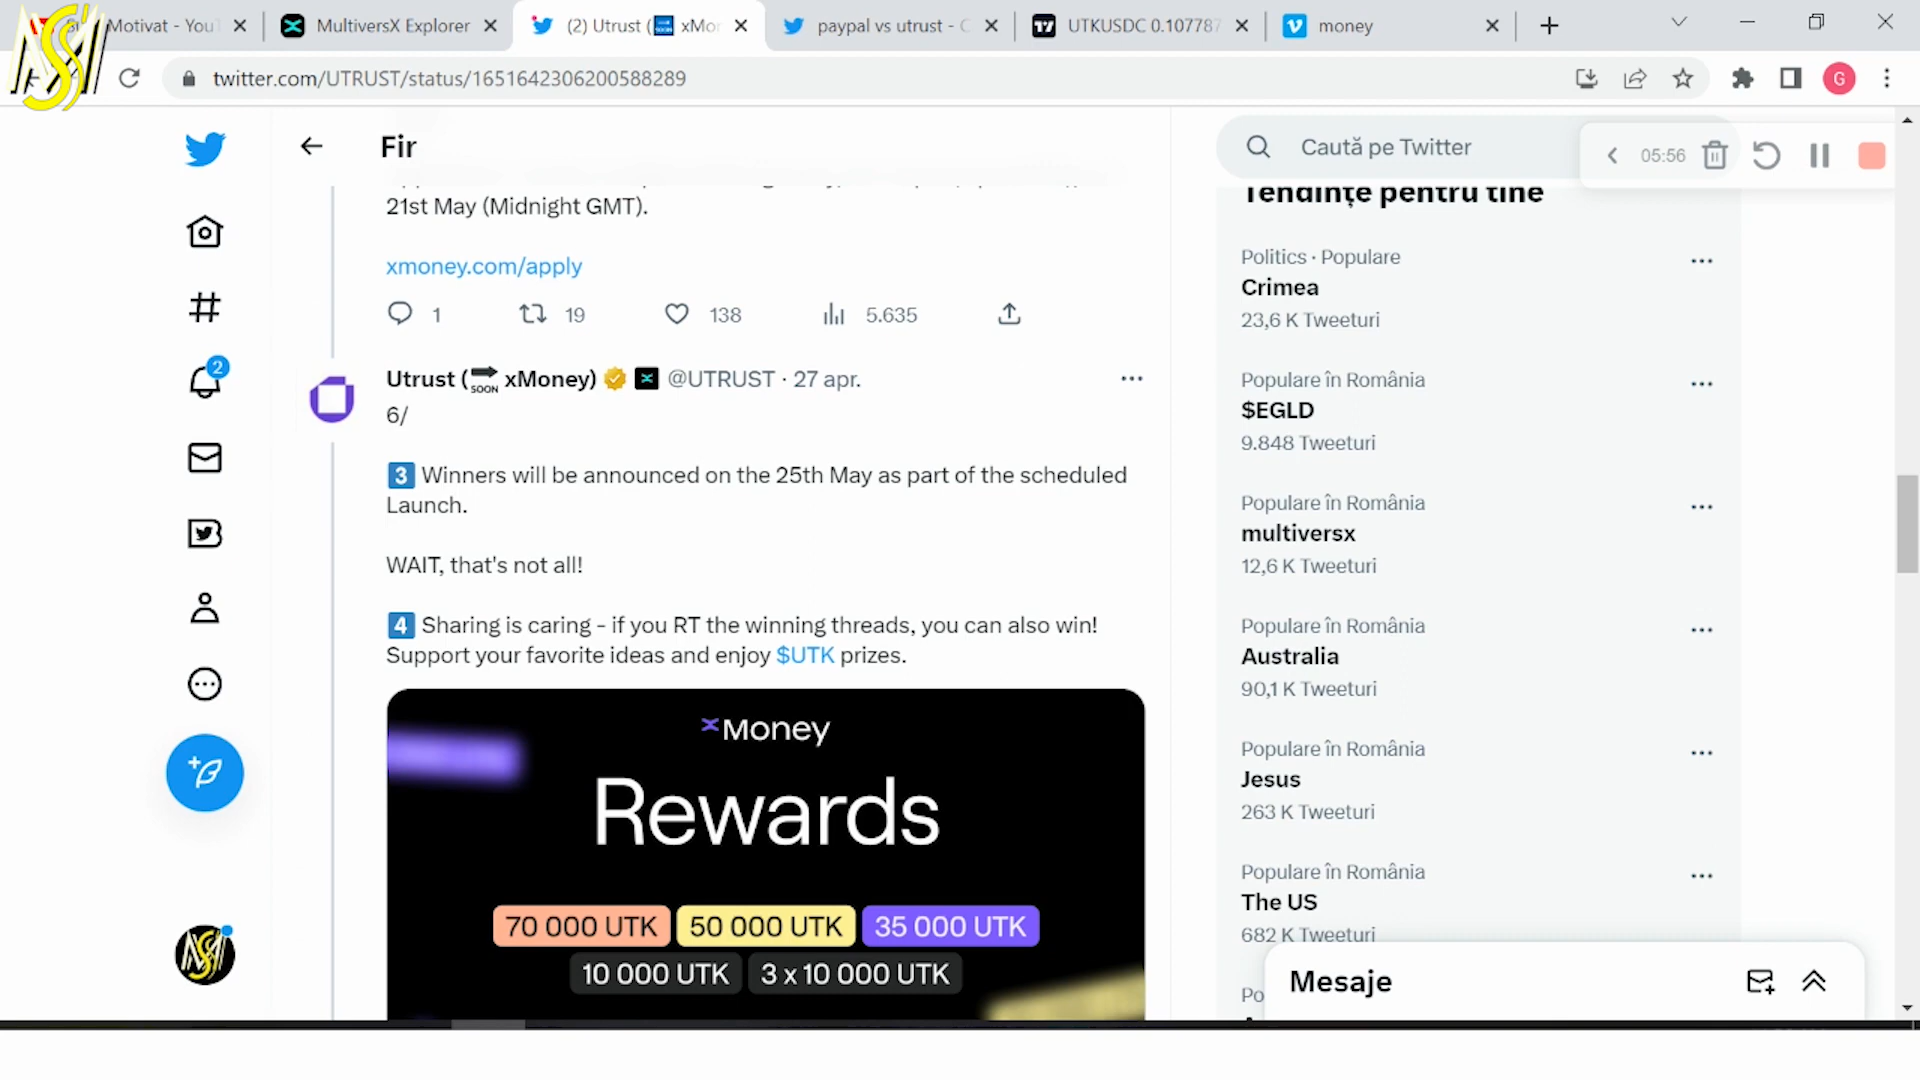 Motivat - You
MultiversX Explorer
(2) Utrust (
xMo
paypal vs utrust - C
UTKUSDC 0.107787
money
twitter.com/UTRUST/status/1651642306200588289
G
Fir
Caută pe Twitter
05:56
21st May (Midnight GMT).
xmoney.com/apply
1 19 138 5.635
Utrust (SOON xMoney) @UTRUST · 27 apr.
6/
3 Winners will be announced on the 25th May as part of the scheduled
Launch.
WAIT, that's not all!
4 Sharing is caring - if you RT the winning threads, you can also win!
Support your favorite ideas and enjoy $UTK prizes.
xMoney
Rewards
70 000 UTK 50 000 UTK 35 000 UTK
10 000 UTK 3 x 10 000 UTK
2
Tendințe pentru tine
Politics · Populare
Crimea
23,6 K Tweeturi
Populare în România
$EGLD
9.848 Tweeturi
Populare în România
multiversx
12,6 K Tweeturi
Populare în România
Australia
90,1 K Tweeturi
Populare în România
Jesus
263 K Tweeturi
Populare în România
The US
682 K Tweeturi
Po
Mesaje